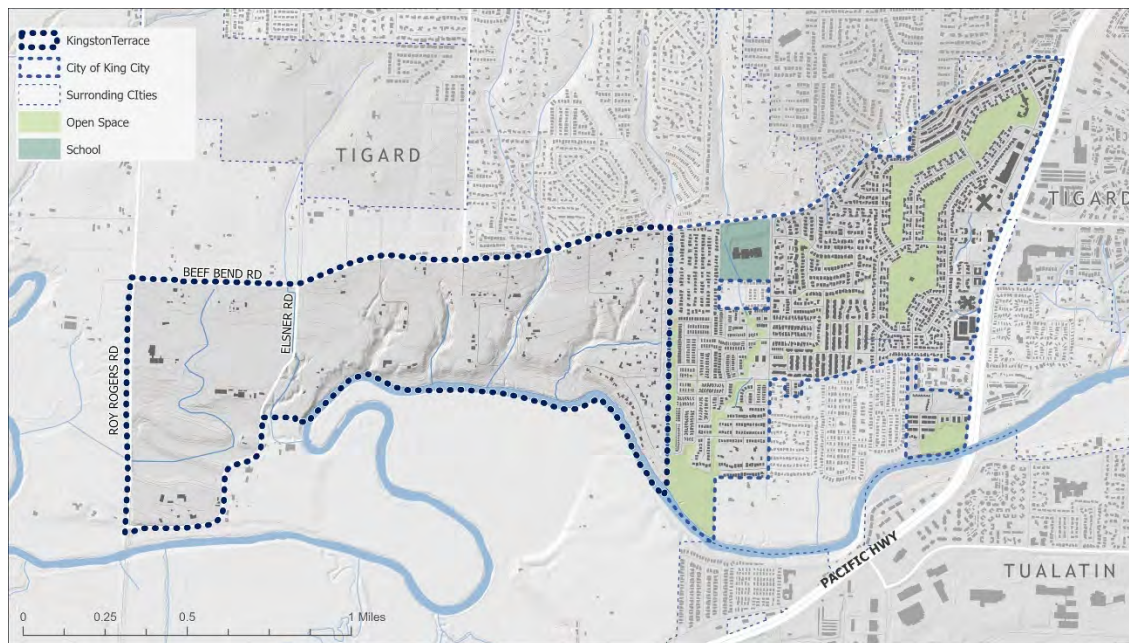 KingstonTerrace
City of King City
Surronding CIties
Open Space
School
TIGARD
TIGARD
BEEF BEND RD
ELSNER RD
ROY ROGERS RD
PACIFIC HWY
TUALATIN
0 0.25 0.5 1 Miles